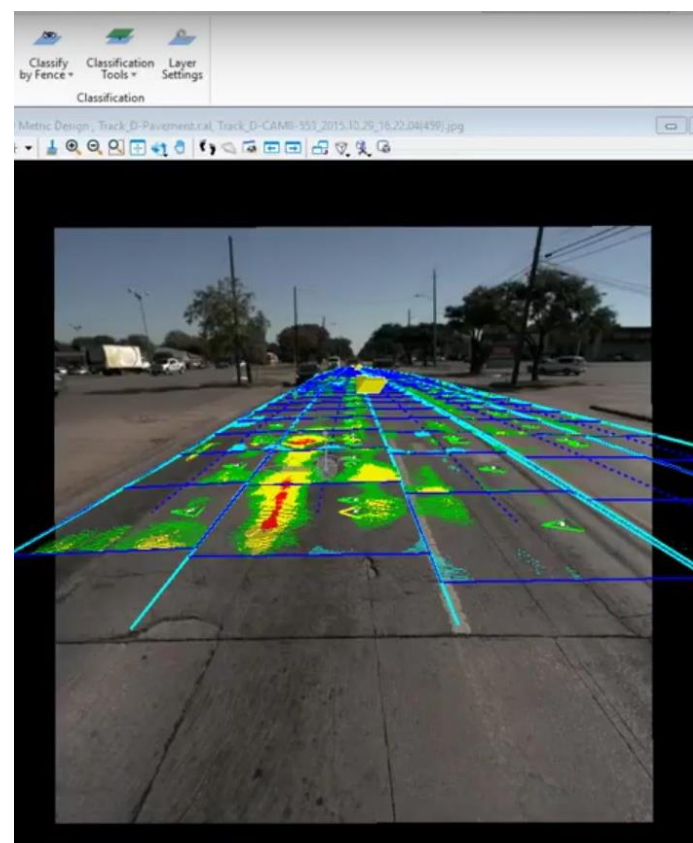 Classify
by Fence
Classification
Tools
Layer
Settings
Classification
Metric Design , Track_D-Pavement.cal, Track_D-CAM6-553_2015.10.29_16.22.04(459).jpg